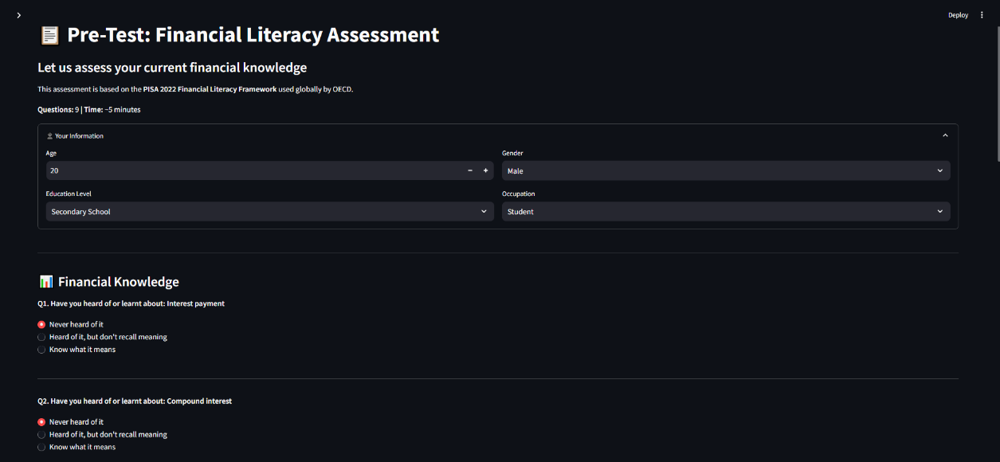 Deploy
Pre-Test: Financial Literacy Assessment
Let us assess your current financial knowledge
This assessment is based on the PISA 2022 Financial Literacy Framework used globally by OECD.
Questions: 9 | Time: ~5 minutes
Your Information
Age
Gender
20
Male
Education Level
Occupation
Secondary School
Student
Financial Knowledge
Q1. Have you heard of or learnt about: Interest payment
Never heard of it
Heard of it, but don't recall meaning
Know what it means
Q2. Have you heard of or learnt about: Compound interest
Never heard of it
Heard of it, but don't recall meaning
Know what it means